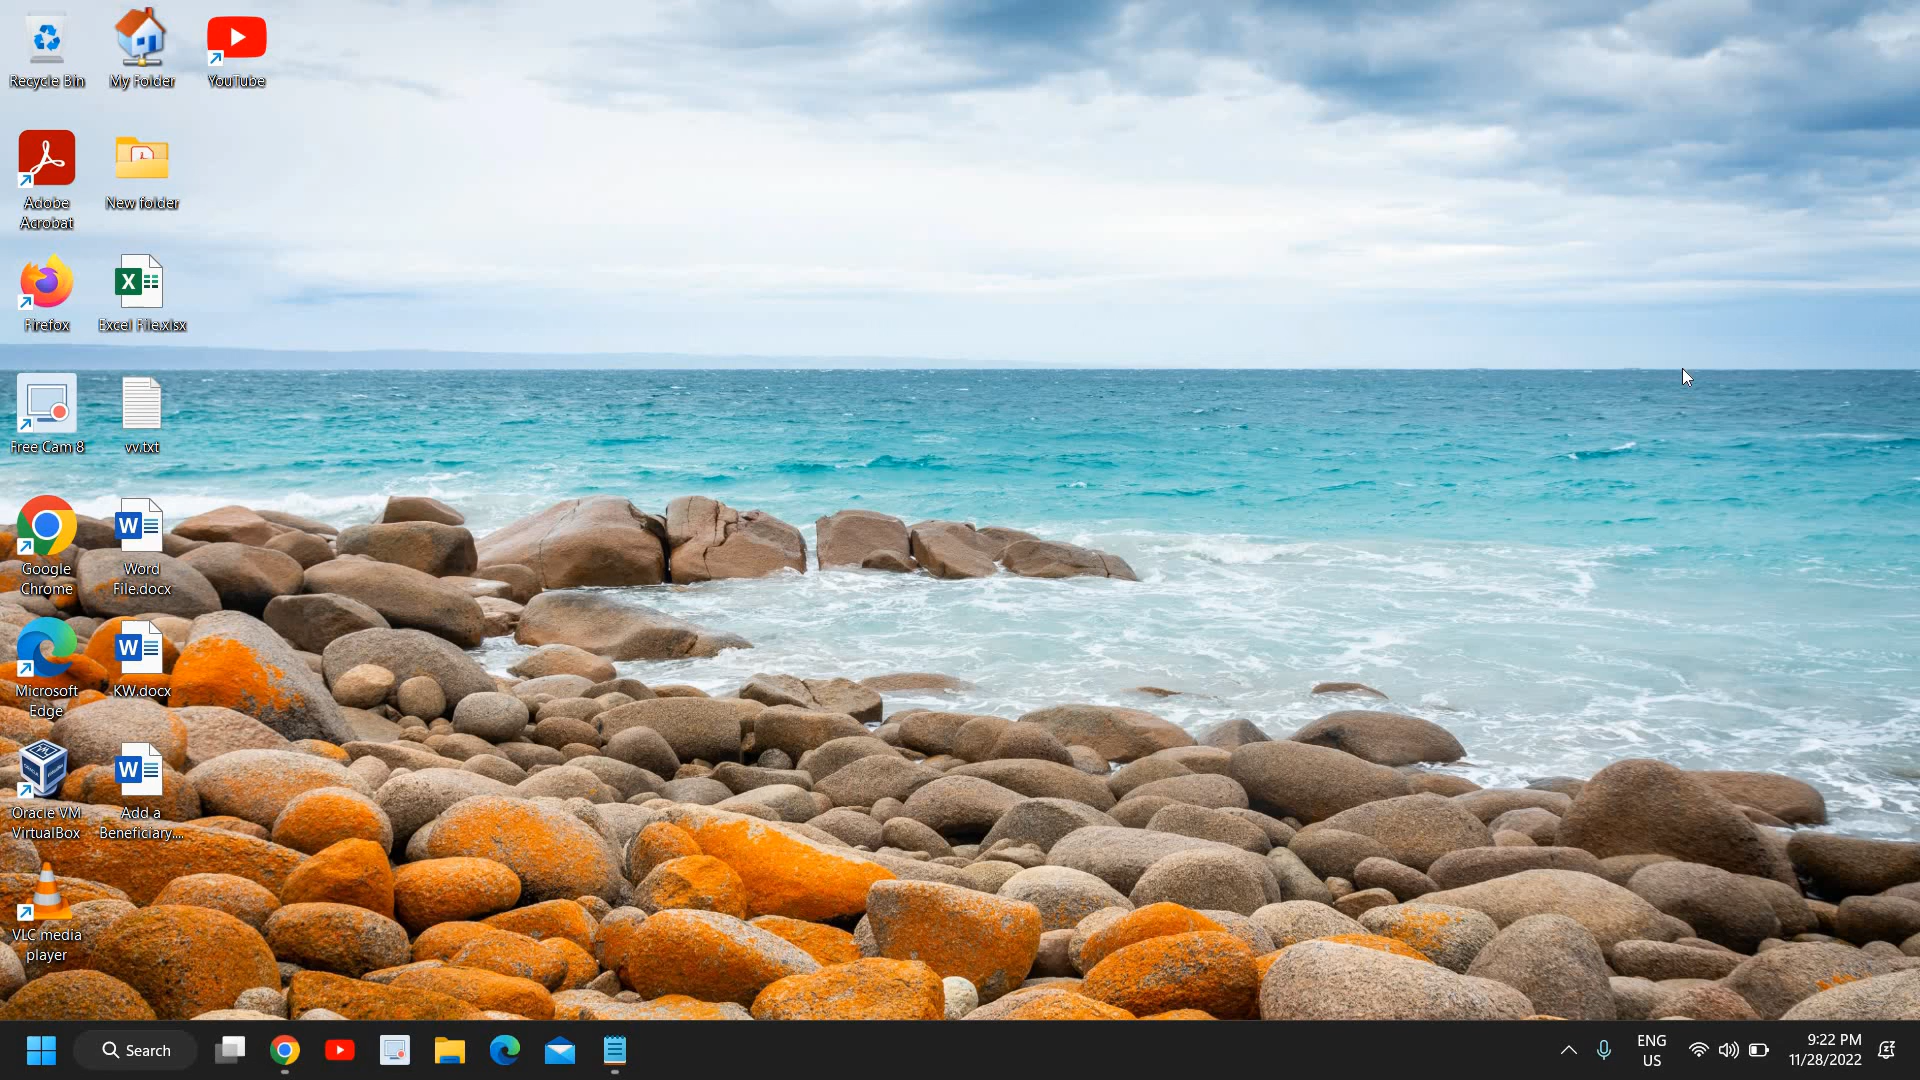 Recycle Bin
My Folder
YouTube
Adobe
Acrobat
New folder
Firefox
Excel File.xlsx
Free Cam 8
vv.txt
Google
Chrome
Word
File.docx
Microsoft
Edge
KW.docx
Oracle VM
VirtualBox
Add a
Beneficiary....
VLC media
player
Search
ENG
US
9:22 PM
11/28/2022